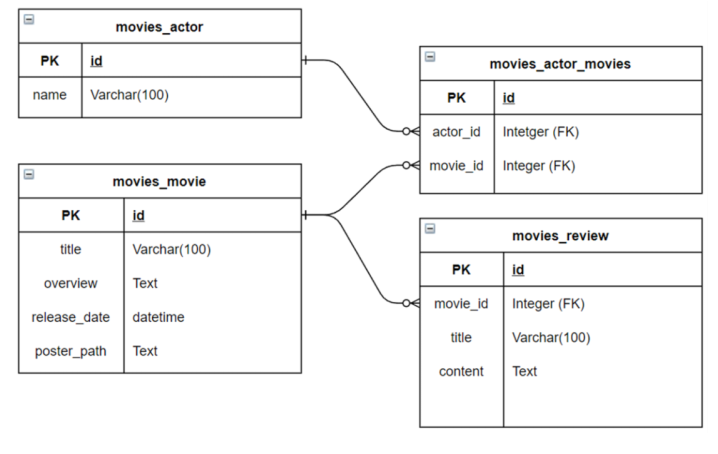 movies_actor
PK id
name Varchar(100)
movies_movie
PK id
title Varchar(100)
overview Text
release_date datetime
poster_path Text
movies_actor_movies
PK id
actor_id Intetger (FK)
movie_id Integer (FK)
movies_review
PK id
movie_id Integer (FK)
title Varchar(100)
content Text